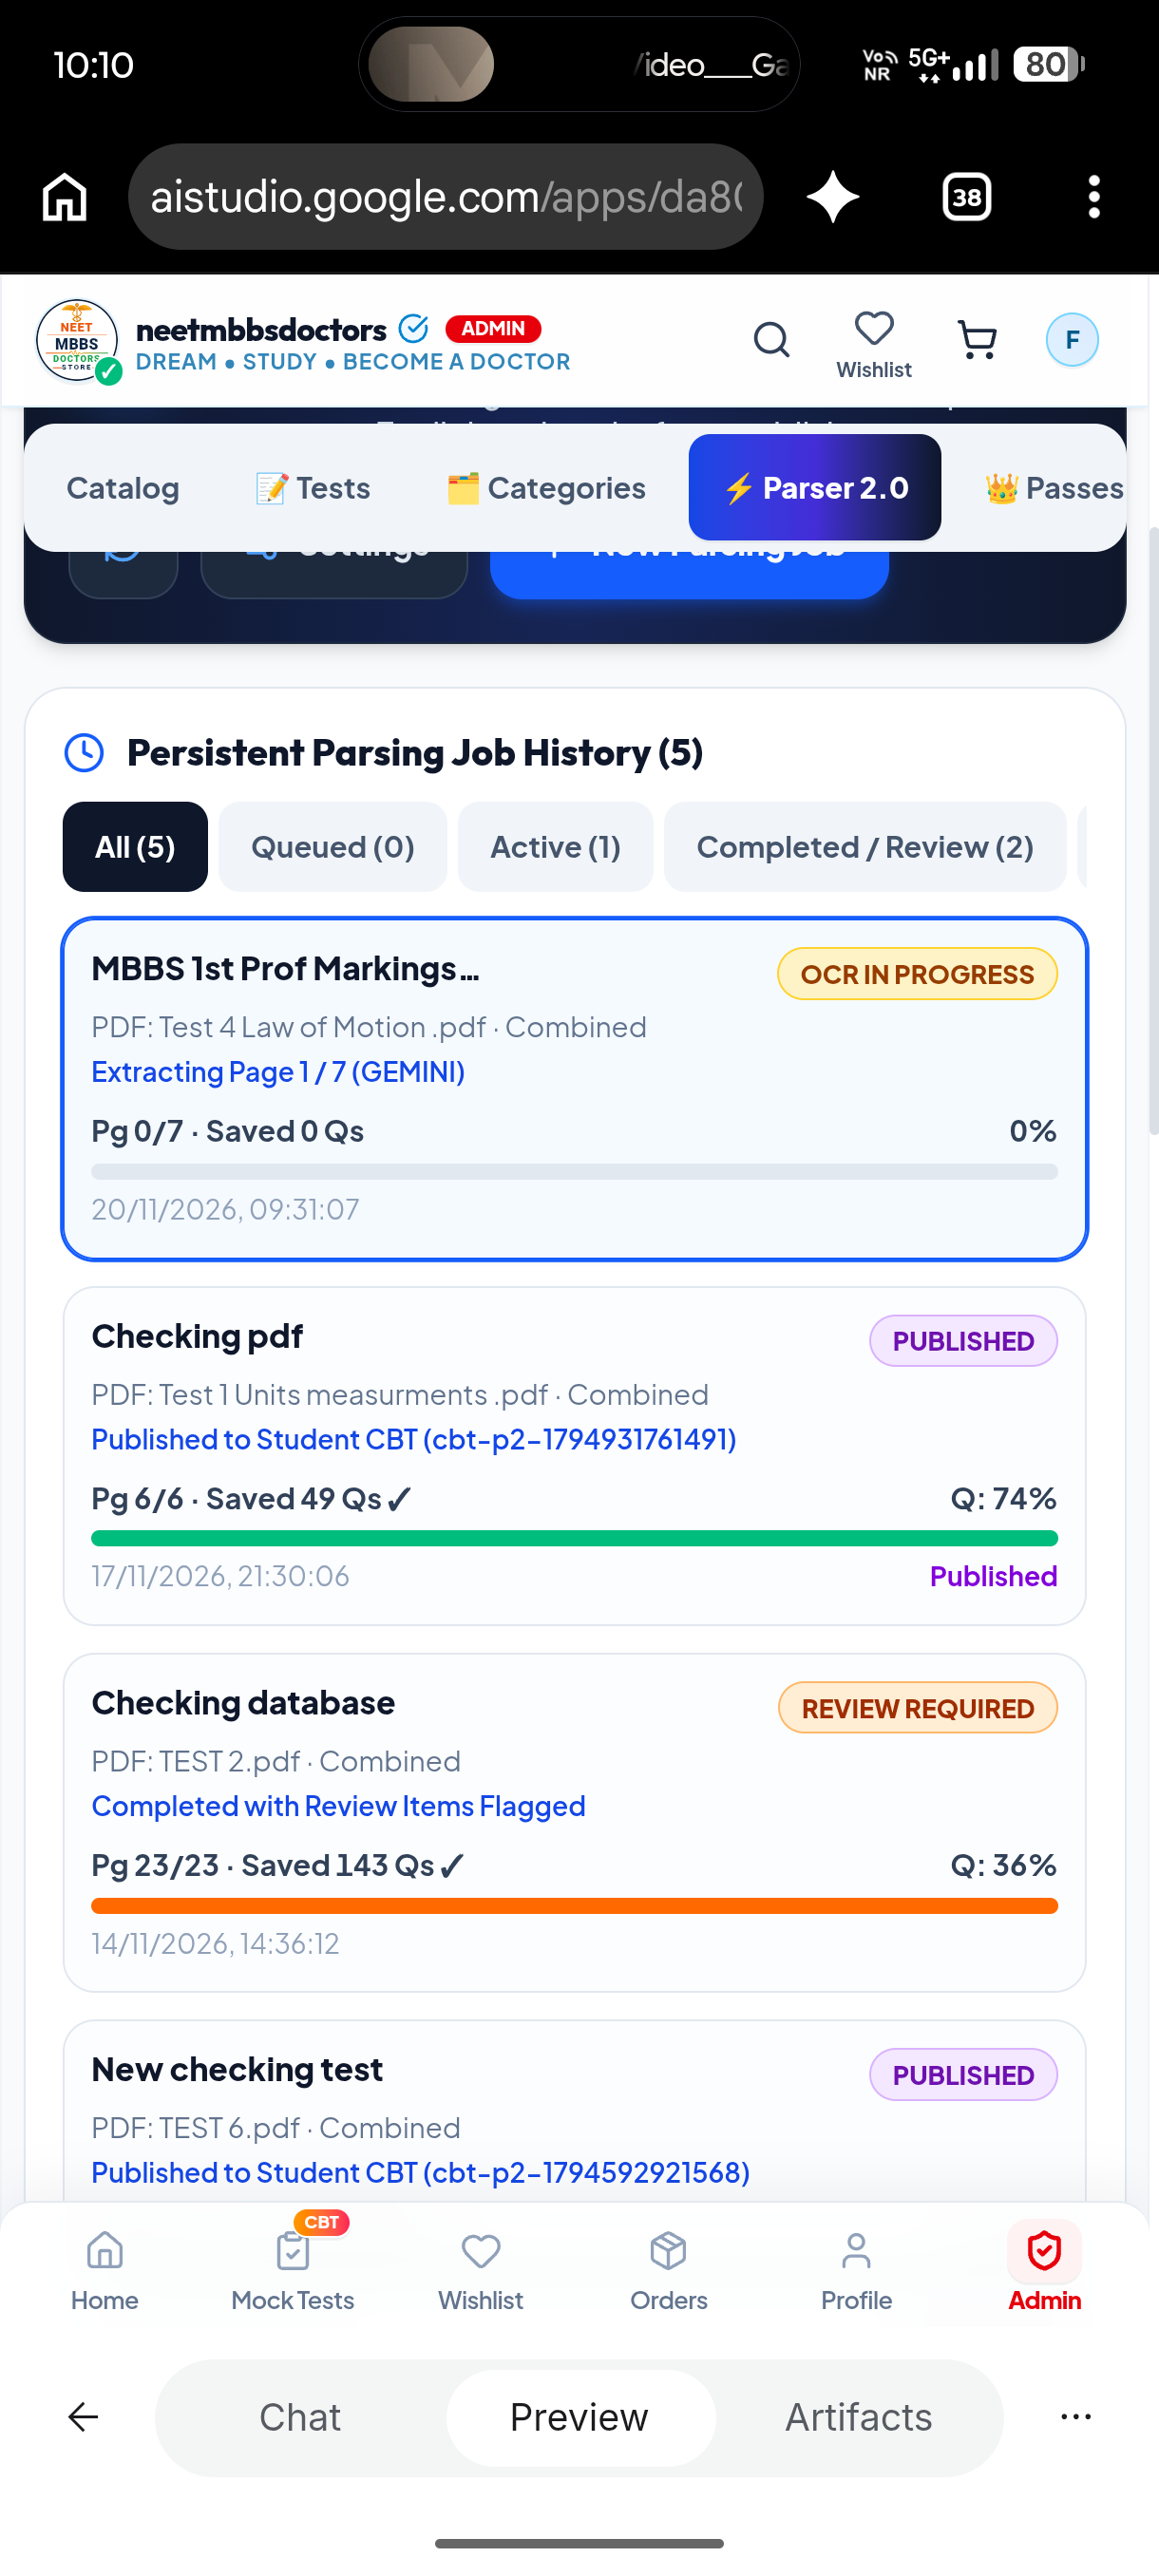 10:10
ideo___Ga
Vo NR 5G+ 80
aistudio.google.com/apps/da8
38
NEET
MBBS
DOCTORS
STORE
neetmbbsdoctors ADMIN
DREAM • STUDY • BECOME A DOCTOR
Wishlist
F
Catalog 📝 Tests 🗂️ Categories ⚡ Parser 2.0 👑 Passes
Settings + New Parsing Job
Persistent Parsing Job History (5)
All (5) Queued (0) Active (1) Completed / Review (2)
MBBS 1st Prof Markings... OCR IN PROGRESS
PDF: Test 4 Law of Motion .pdf · Combined
Extracting Page 1 / 7 (GEMINI)
Pg 0/7 · Saved 0 Qs 0%
20/11/2026, 09:31:07
Checking pdf PUBLISHED
PDF: Test 1 Units measurments .pdf · Combined
Published to Student CBT (cbt-p2-1794931761491)
Pg 6/6 · Saved 49 Qs ✓ Q: 74%
17/11/2026, 21:30:06 Published
Checking database REVIEW REQUIRED
PDF: TEST 2.pdf · Combined
Completed with Review Items Flagged
Pg 23/23 · Saved 143 Qs ✓ Q: 36%
14/11/2026, 14:36:12
New checking test PUBLISHED
PDF: TEST 6.pdf · Combined
Published to Student CBT (cbt-p2-1794592921568)
CBT
Home Mock Tests Wishlist Orders Profile Admin
Chat Preview Artifacts